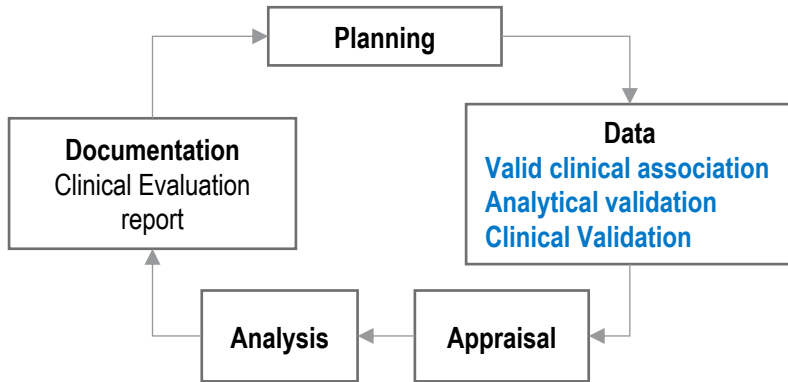 Planning
Data
Valid clinical association
Analytical validation
Clinical Validation
Appraisal
Analysis
Documentation
Clinical Evaluation
report